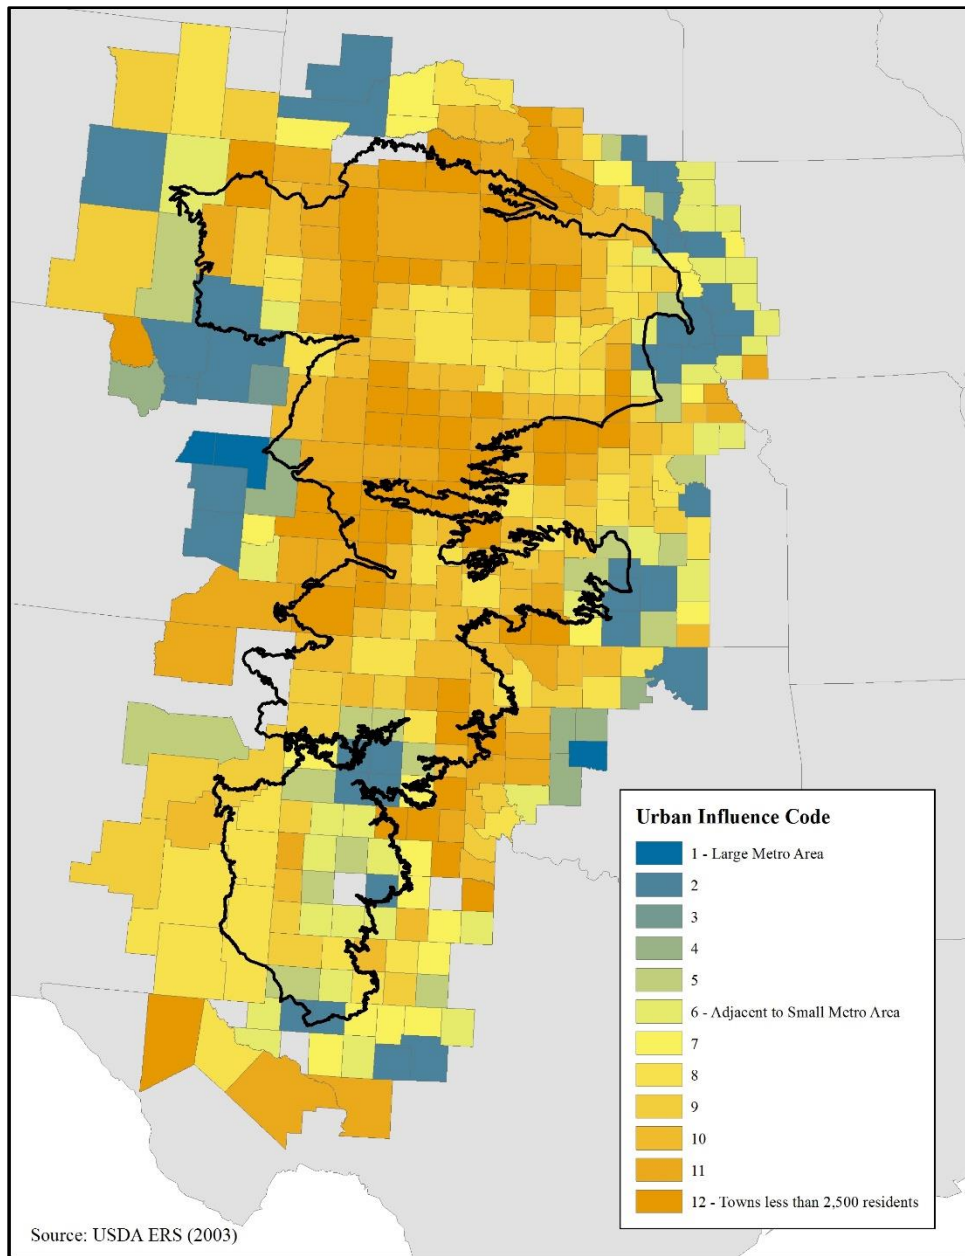 Urban Influence Code
1 - Large Metro Area
2
3
4
5
6 - Adjacent to Small Metro Area
7
8
9
10
11
12 - Towns less than 2,500 residents
Source: USDA ERS (2003)